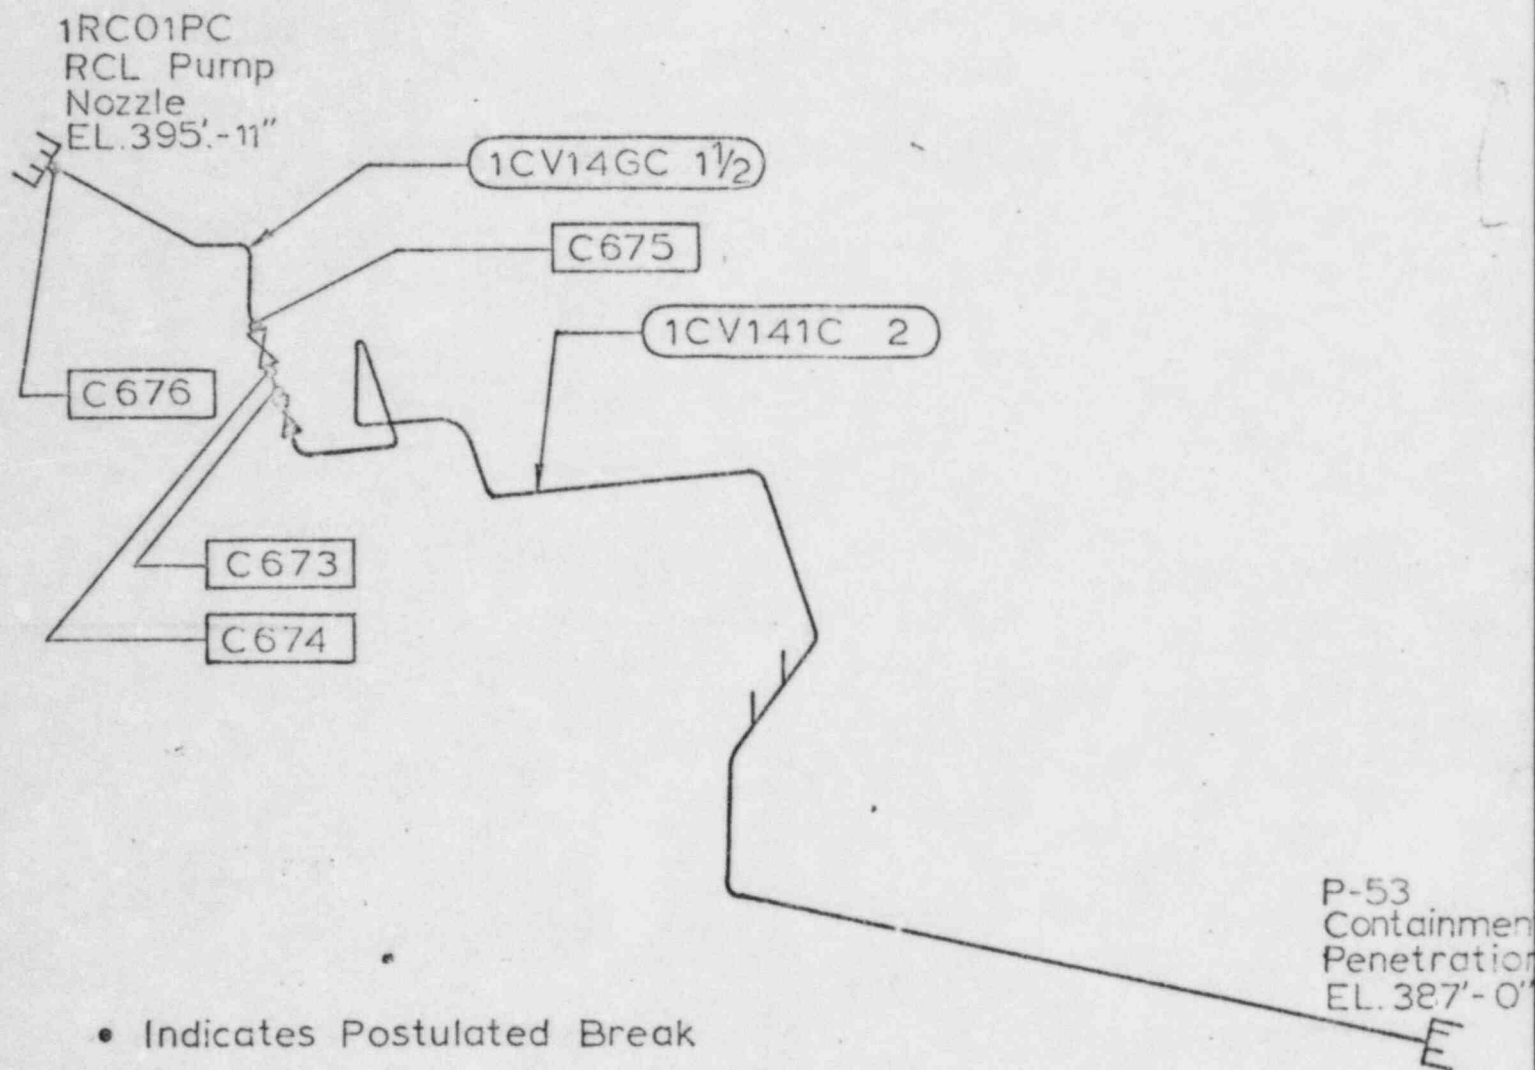 1RC01PC
RCL Pump
Nozzle
EL.395'.-11"
1CV14GC 1½
C675
1CV141C 2
C676
C673
C674
P-53
Containmen
Penetration
EL.387'-0"
• Indicates Postulated Break